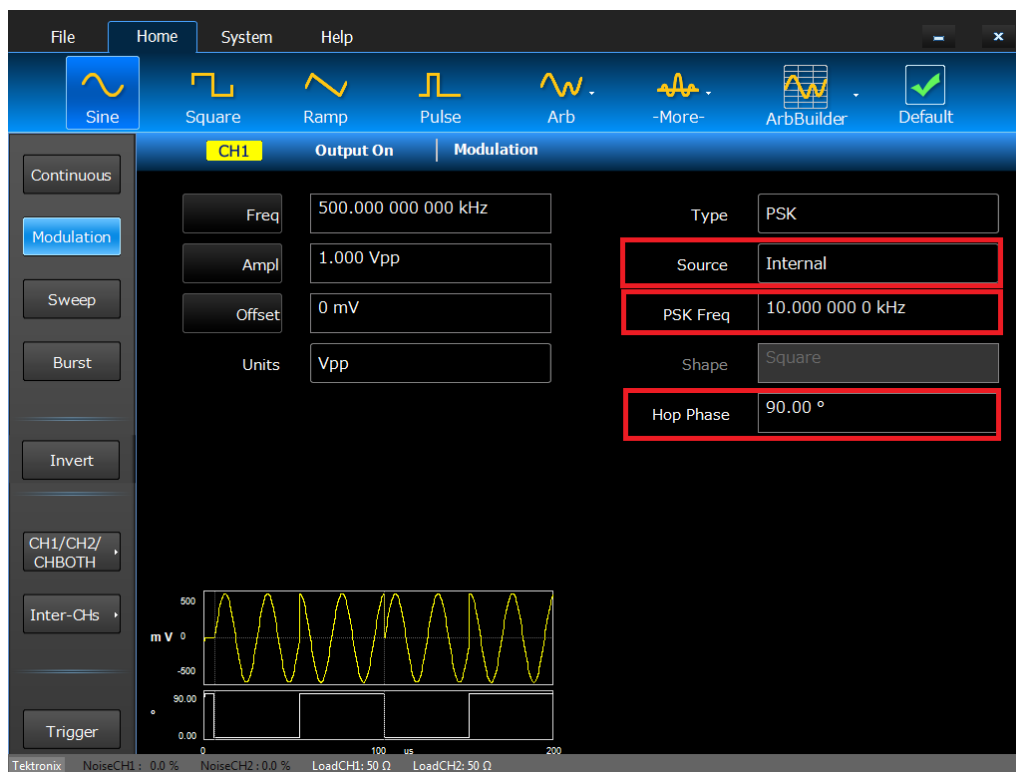 File Home System Help
Sine Square Ramp Pulse Arb -More- ArbBuilder Default
CH1 Output On Modulation
Continuous
Modulation
Sweep
Burst
Invert
CH1/CH2/
CHBOTH
Inter-CHs
Trigger
Freq 500.000 000 000 kHz
Ampl 1.000 Vpp
Offset 0 mV
Units Vpp
Type PSK
Source Internal
PSK Freq 10.000 000 0 kHz
Shape Square
Hop Phase 90.00 °
500
m V 0
-500
90.00
°
0.00
0 100 us 200
Tektronix NoiseCH1 : 0.0 % NoiseCH2 : 0.0 % LoadCH1: 50 Ω LoadCH2: 50 Ω